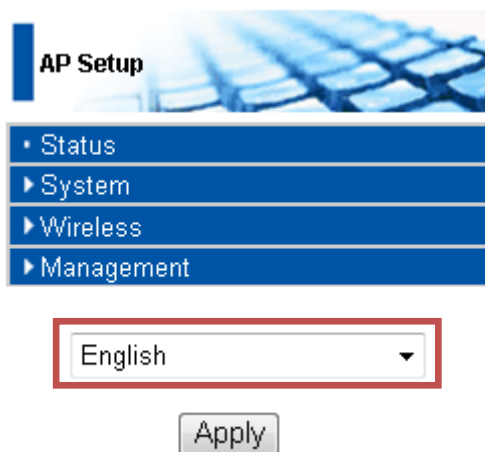 AP Setup
Status
System
Wireless
Management
English
Apply